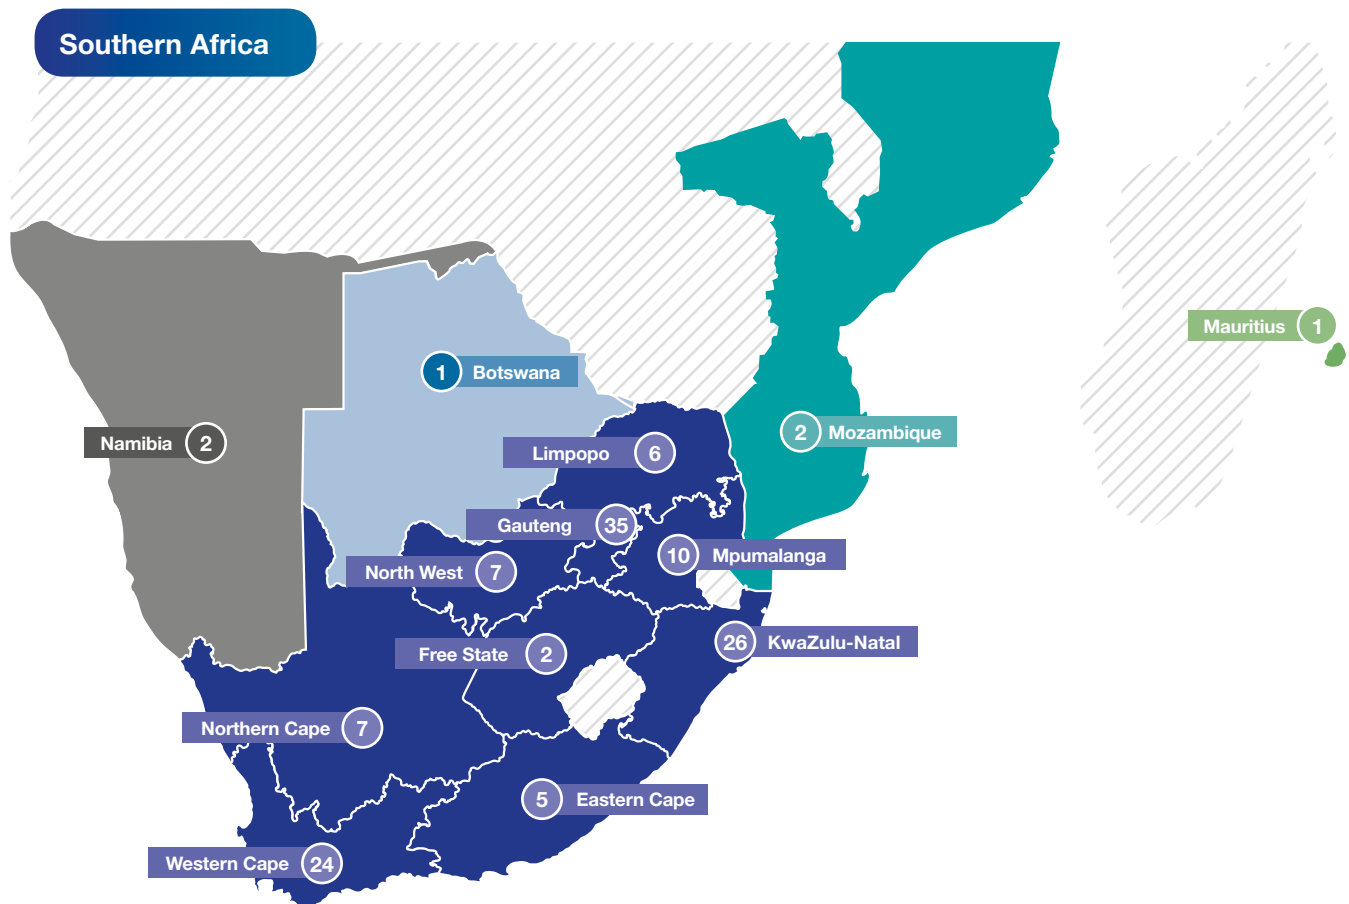 Southern Africa
Mauritius 1
1 Botswana
2 Mozambique
Namibia 2
Limpopo 6
Gauteng 35
10 Mpumalanga
North West 7
26 KwaZulu-Natal
Free State 2
Northern Cape 7
5 Eastern Cape
Western Cape 24